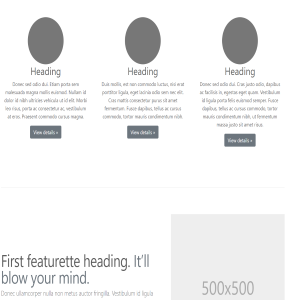 Heading
Donec sed odio dui. Etiam porta sem
malesuada magna mollis euismod. Nullam id
dolor id nibh ultricies vehicula ut id elit. Morbi
leo risus, porta ac consectetur ac, vestibulum
at eros. Praesent commodo cursus magna.
View details »
Heading
Duis mollis, est non commodo luctus, nisi erat
porttitor ligula, eget lacinia odio sem nec elit.
Cras mattis consectetur purus sit amet
fermentum. Fusce dapibus, tellus ac cursus
commodo, tortor mauris condimentum nibh.
View details »
Heading
Donec sed odio dui. Cras justo odio, dapibus
ac facilisis in, egestas eget quam. Vestibulum
id ligula porta felis euismod semper. Fusce
dapibus, tellus ac cursus commodo, tortor
mauris condimentum nibh, ut fermentum
massa justo sit amet risus.
View details »
First featurette heading. It'll
blow your mind.
Donec ullamcorper nulla non metus auctor fringilla. Vestibulum id ligula
500x500